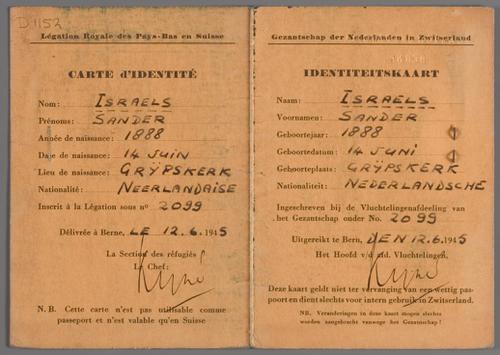 D 1152
Légation Royale des Pays-Bas en Suisse
CARTE d'IDENTITÉ
Nom: ISRAELS
Prénoms: SANDER
Année de naissance: 1888
Date de naissance: 14 JUIN
Lieu de naissance: GRŸPSKERK
Nationalité: NEERLANDAISE
Inscrit à la Légation sous nº 2099
Délivrée à Berne, LE 12.6.1945
La Section des réfugiés
Le Chef:
N.B. Cette carte n'est pas utilisable comme
passeport et n'est valable qu'en Suisse
Gezantschap der Nederlanden in Zwitserland
IDENTITEITSKAART
Naam: ISRAELS
Voornamen: SANDER
Geboortejaar: 1888
Geboortedatum: 14 JUNI
Geboorteplaats: GRŸPSKERK
Nationaliteit: NEDERLANDSCHE
Ingeschreven bij de Vluchtelingenafdeeling van
het Gezantschap onder No. 2099
Uitgereikt te Bern, DEN 12.6.1945
Het Hoofd v/d afd. Vluchtelingen:
Deze kaart geldt niet ter vervanging van een wettig pas-
poort en dient slechts voor intern gebruik in Zwitserland.
NB. Veranderingen in deze kaart mogen slechts
worden aangebracht vanwege het Gezantschap!